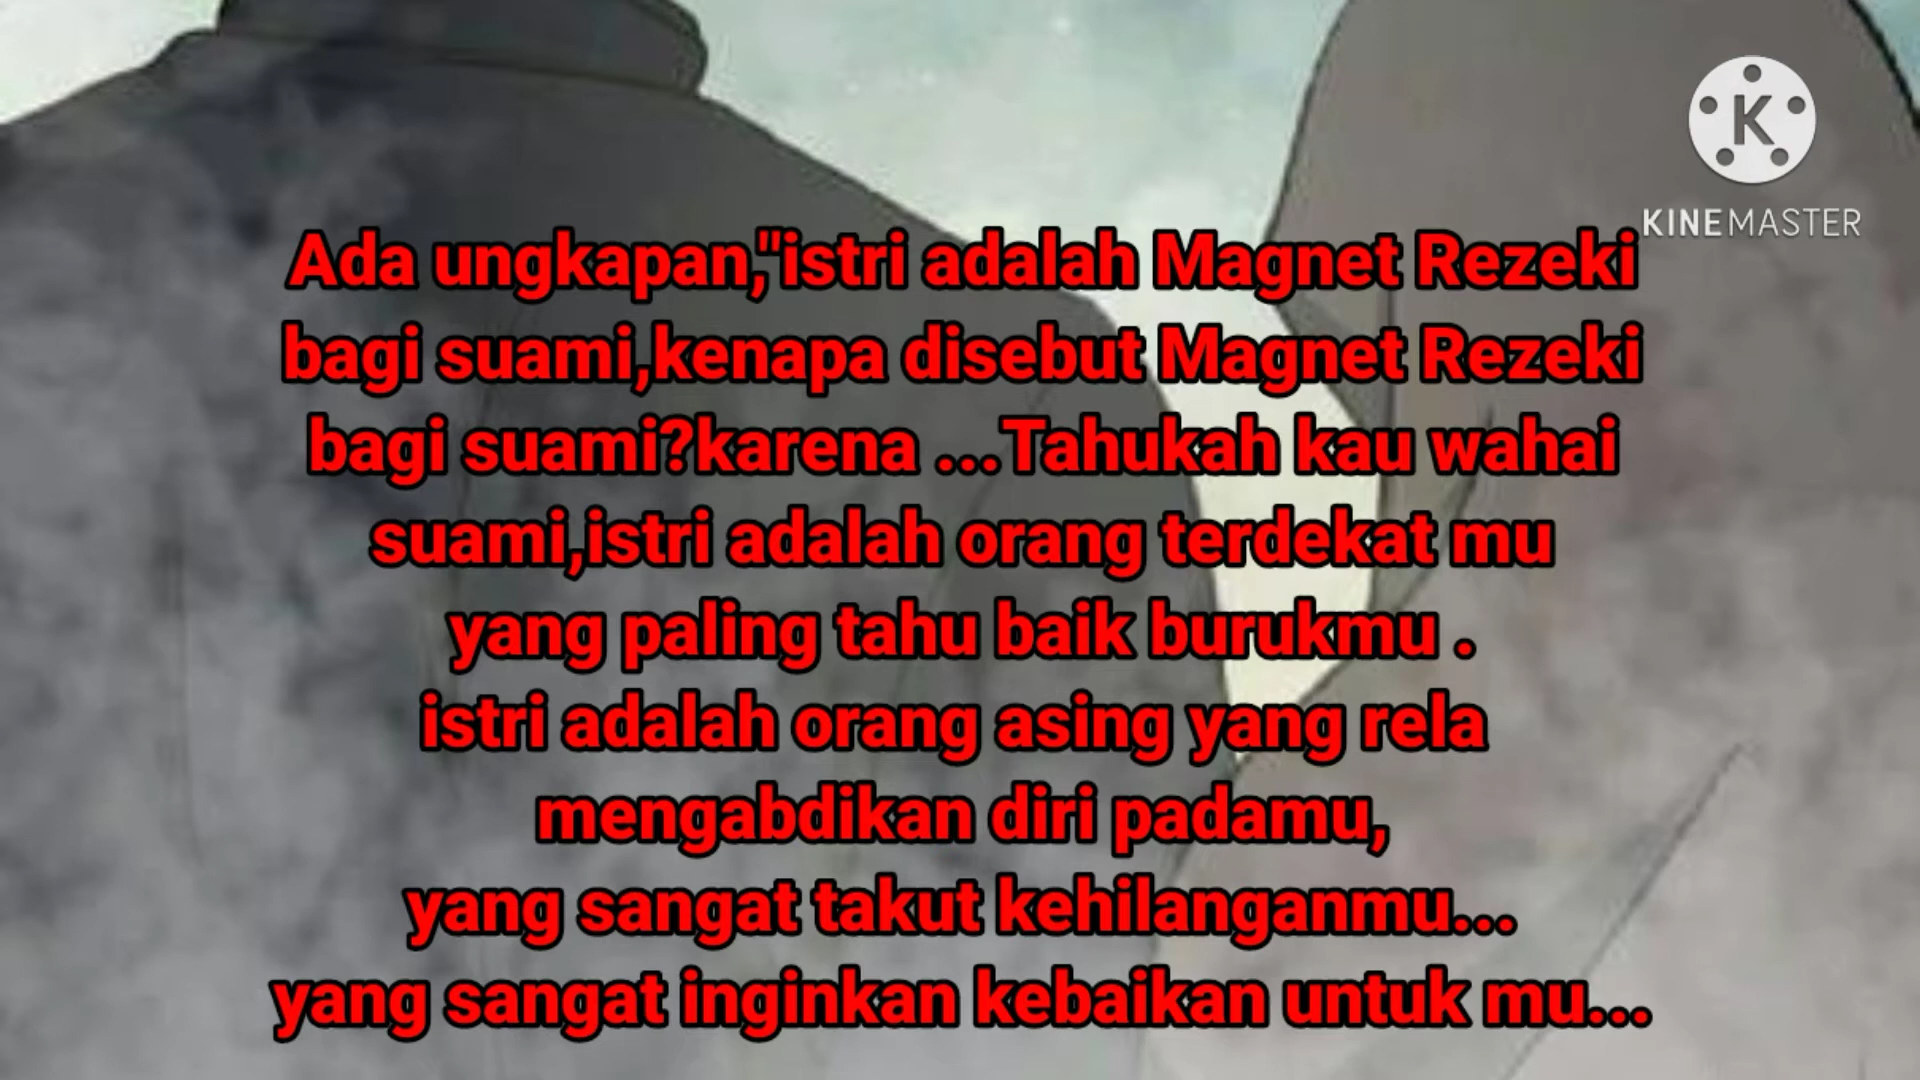 K
KINEMASTER
Ada ungkapan,"istri adalah Magnet Rezeki
bagi suami,kenapa disebut Magnet Rezeki
bagi suami?karena ...Tahukah kau wahai
suami,istri adalah orang terdekat mu
yang paling tahu baik burukmu .
istri adalah orang asing yang rela
mengabdikan diri padamu,
yang sangat takut kehilanganmu...
yang sangat inginkan kebaikan untuk mu...